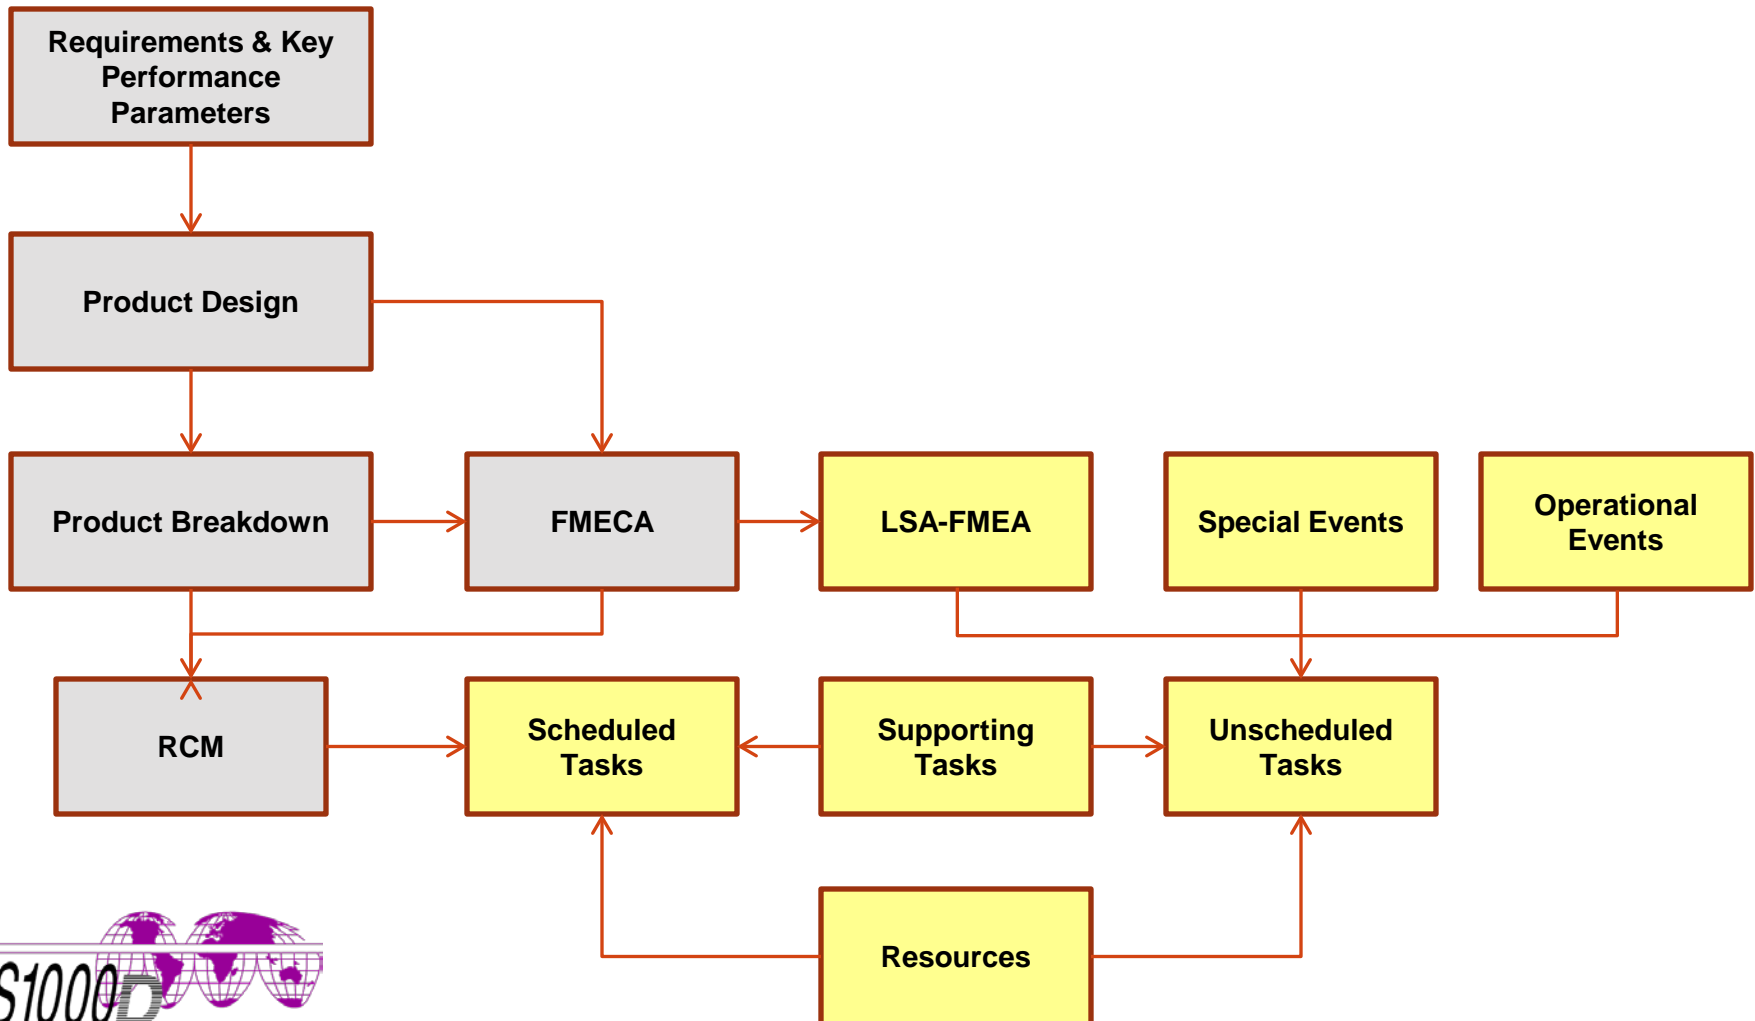 Requirements & Key
Performance
Parameters
Product Design
Product Breakdown
FMECA
LSA-FMEA
Special Events
Operational
Events
RCM
Scheduled
Tasks
Supporting
Tasks
Unscheduled
Tasks
Resources
S1000D